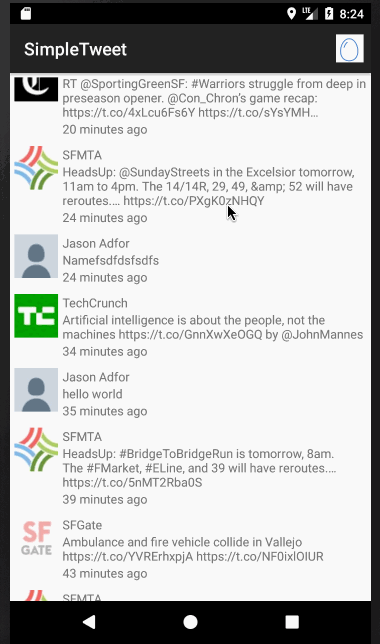 8:24
SimpleTweet
RT @SportingGreenSF: #Warriors struggle from deep in
preseason opener. @Con_Chron's game recap:
https://t.co/4xLcu6Fs6Y https://t.co/sYsYMH...
20 minutes ago
SFMTA
HeadsUp: @SundayStreets in the Excelsior tomorrow,
11am to 4pm. The 14/14R, 29, 49, &amp; 52 will have
reroutes.... https://t.co/PXgK0zNHQY
24 minutes ago
Jason Adfor
Namefsdfdsfsdfs
24 minutes ago
TC
TechCrunch
Artificial intelligence is about the people, not the
machines https://t.co/GnnXwXeOGQ by @JohnMannes
34 minutes ago
Jason Adfor
hello world
35 minutes ago
SFMTA
HeadsUp: #BridgeToBridgeRun is tomorrow, 8am.
The #FMarket, #ELine, and 39 will have reroutes....
https://t.co/5nMT2Rba0S
39 minutes ago
SF
GATE
SFGate
Ambulance and fire vehicle collide in Vallejo
https://t.co/YVRErhxpjA https://t.co/NF0ixlOIUR
43 minutes ago
SFMTA